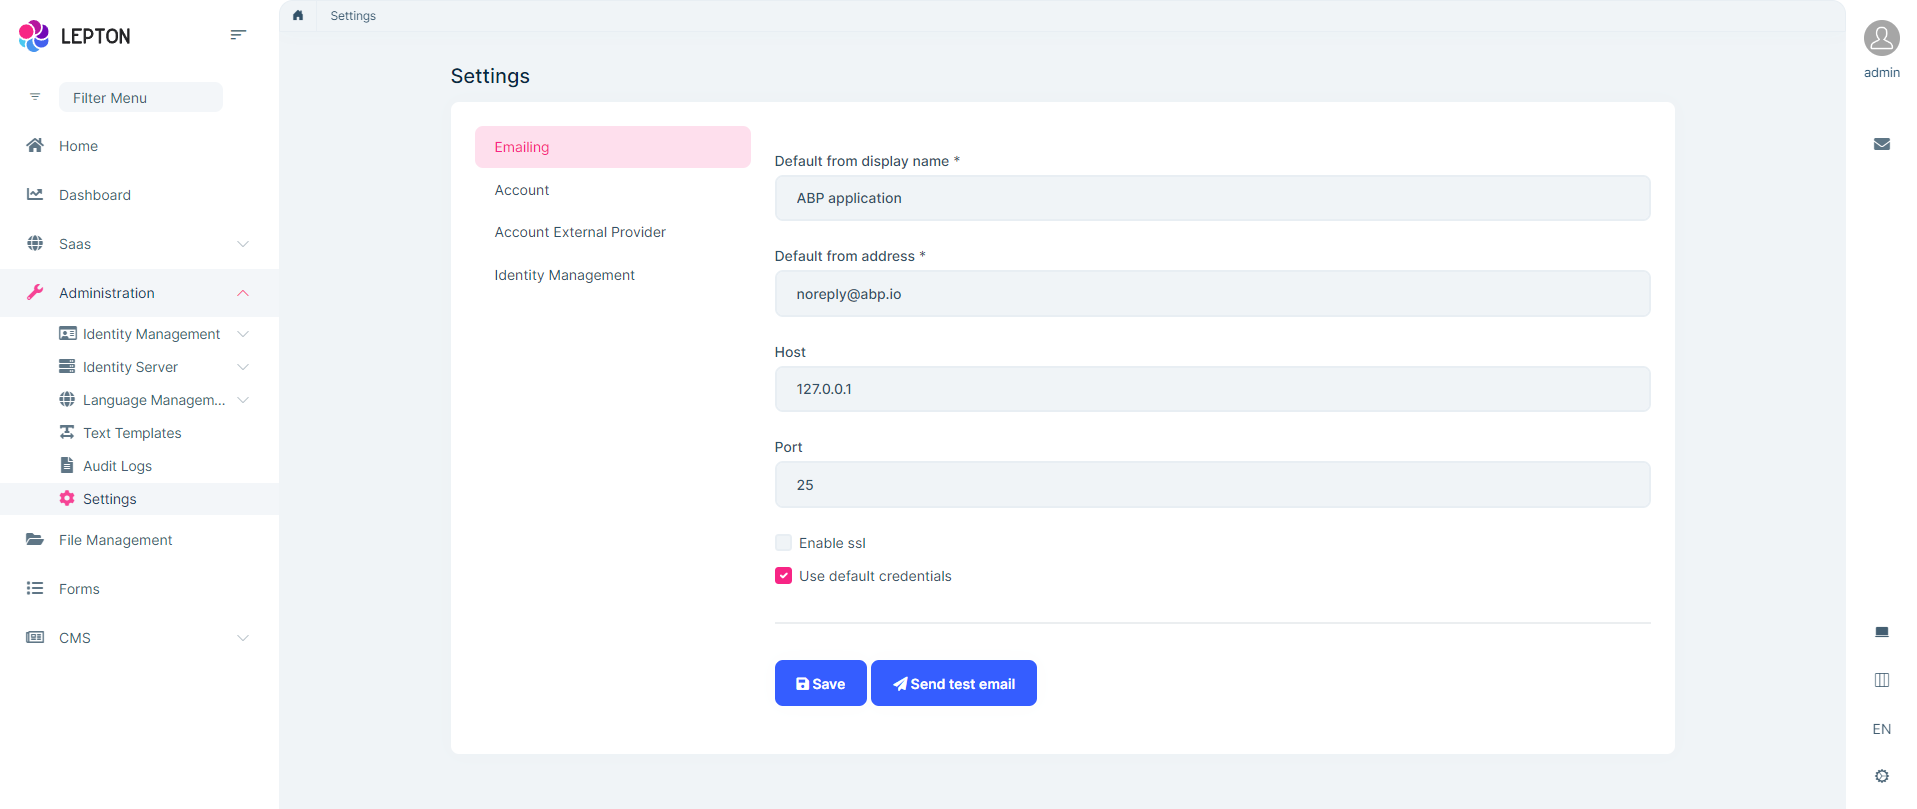 LEPTON
Filter Menu
Home
Dashboard
Saas
Administration
Identity Management
Identity Server
Language Managem...
Text Templates
Audit Logs
Settings
File Management
Forms
CMS
Settings
Settings
Emailing
Account
Account External Provider
Identity Management
Default from display name *
ABP application
Default from address *
noreply@abp.io
Host
127.0.0.1
Port
25
Enable ssl
Use default credentials
Save
Send test email
admin
EN